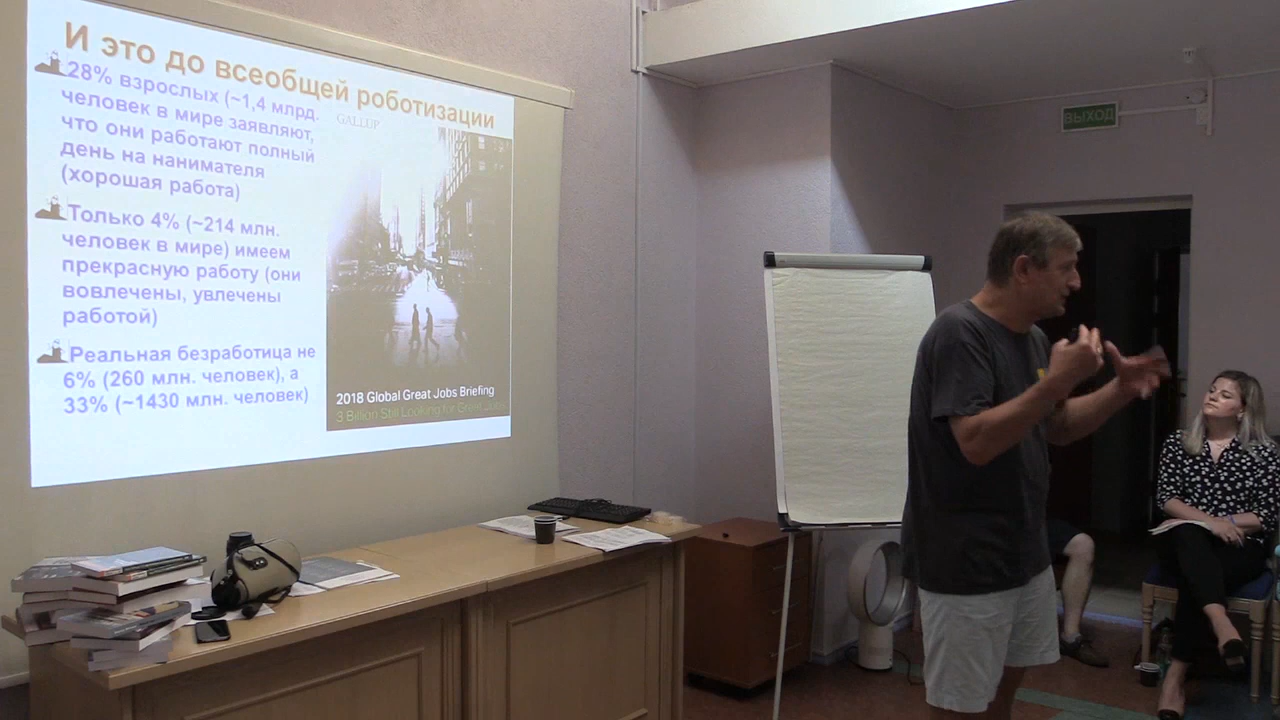 И это до всеобщей роботизации
28% взрослых (~1,4 млрд.
человек в мире заявляют,
что они работают полный
день на нанимателя
(хорошая работа)
Только 4% (~214 млн.
человек в мире) имеем
прекрасную работу (они
вовлечены, увлечены
работой)
Реальная безработица не
6% (260 млн. человек), а
33% (~1430 млн. человек)
GALLUP
2018 Global Great Jobs Briefing
3 Billion Still Looking for Great Jobs
ВЫХОД